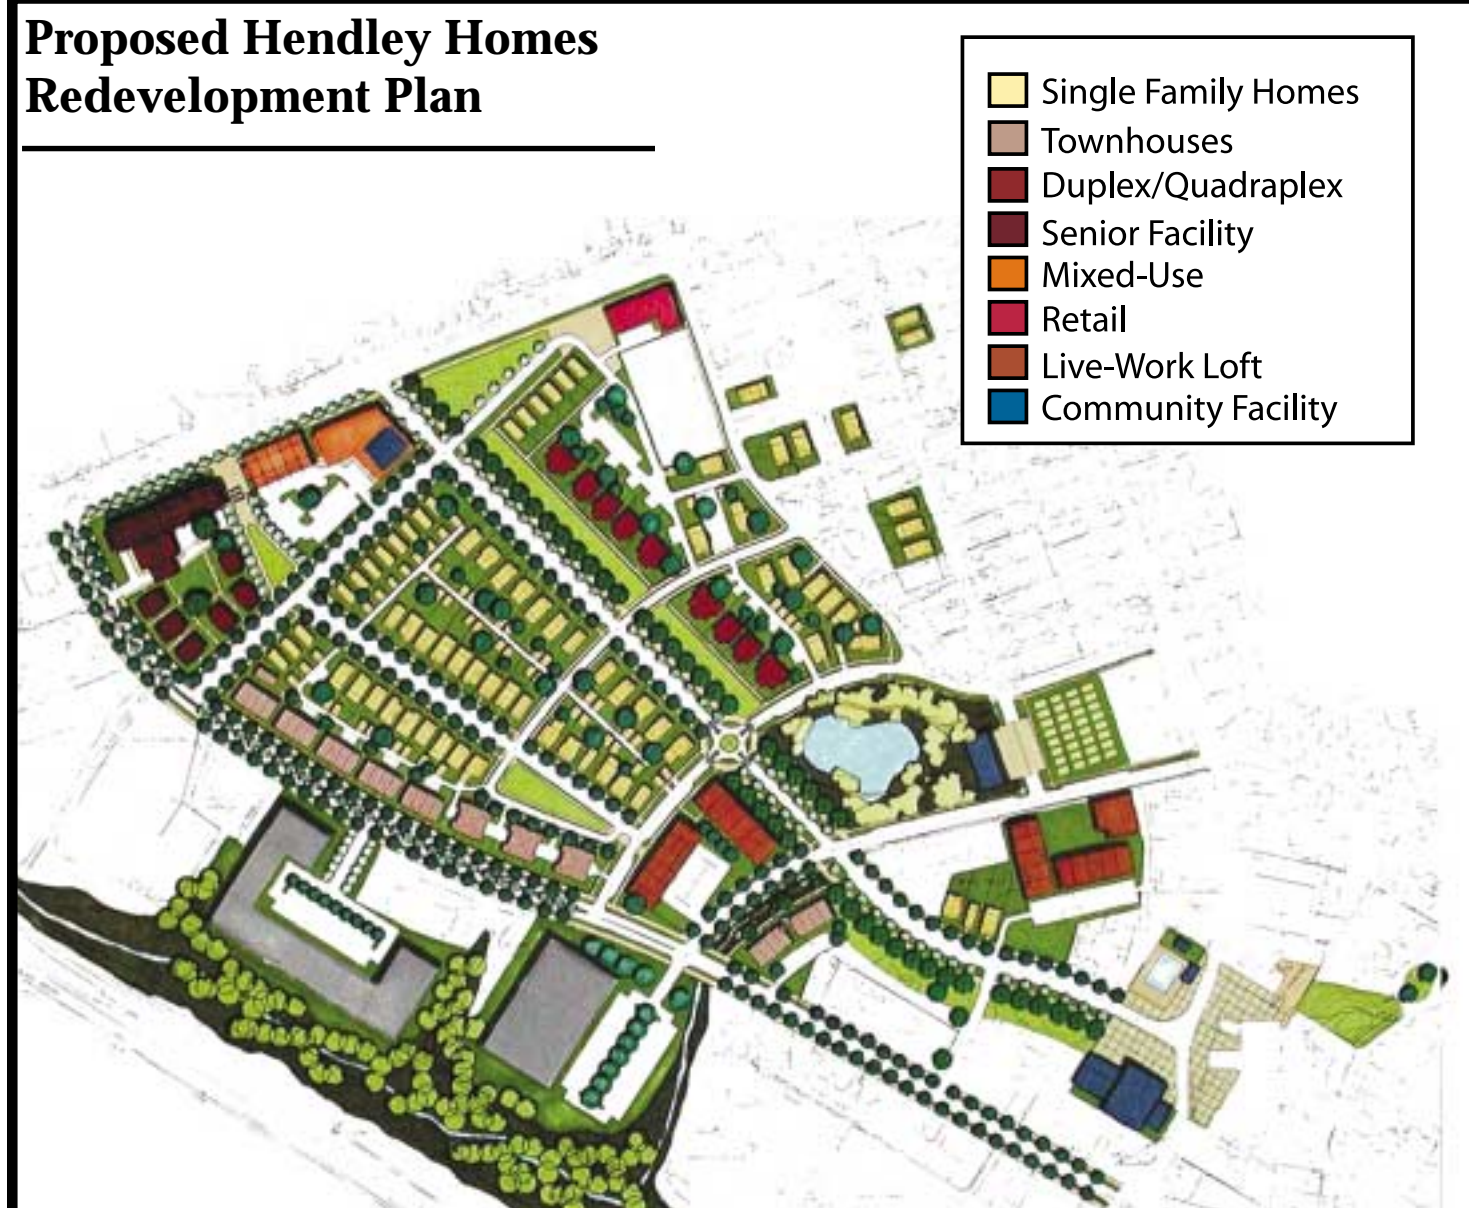 Proposed Hendley Homes
Redevelopment Plan
Single Family Homes
Townhouses
Duplex/Quadraplex
Senior Facility
Mixed-Use
Retail
Live-Work Loft
Community Facility